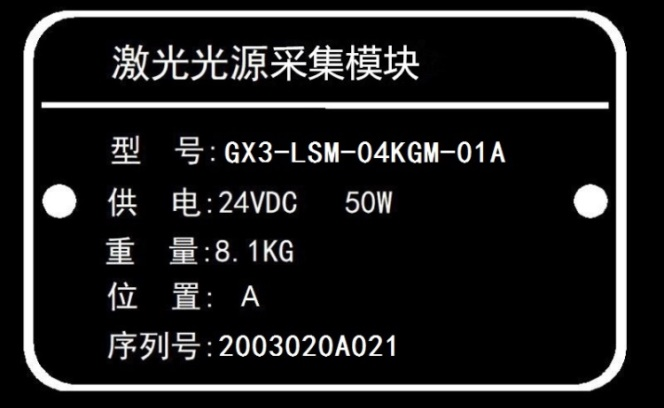 激光光源采集模块
型 号:GX3-LSM-04KGM-01A
供 电:24VDC 50W
重 量:8.1KG
位 置: A
序列号:2003020A021